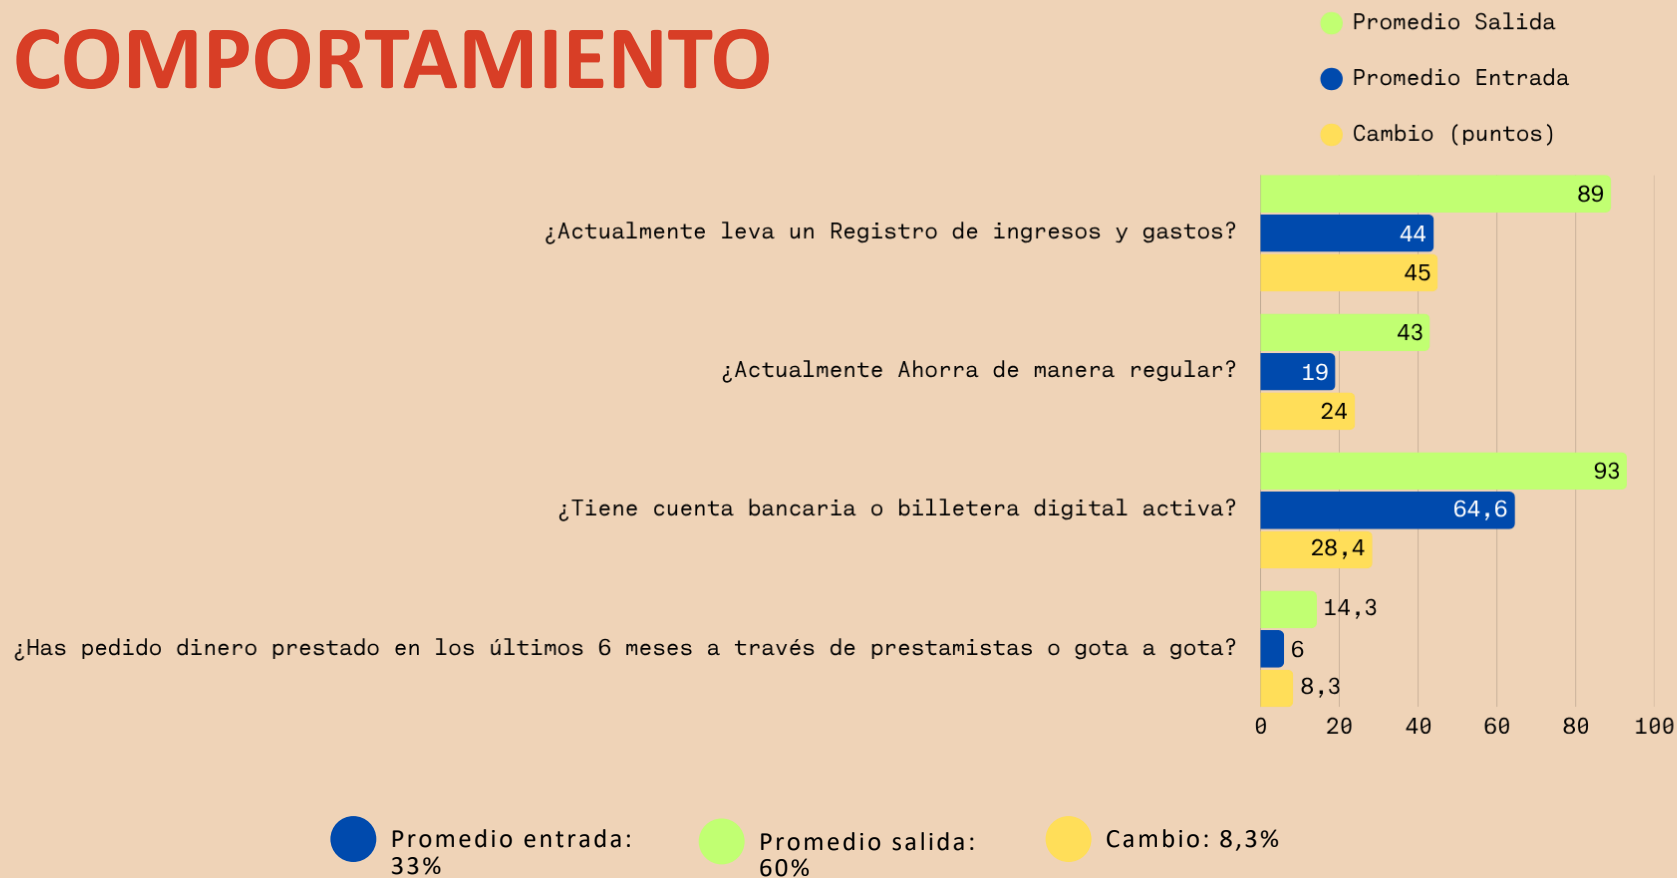 COMPORTAMIENTO
Promedio Salida
Promedio Entrada
Cambio (puntos)
¿Actualmente leva un Registro de ingresos y gastos?
89
44
45
¿Actualmente Ahorra de manera regular?
43
19
24
¿Tiene cuenta bancaria o billetera digital activa?
93
64,6
28,4
¿Has pedido dinero prestado en los últimos 6 meses a través de prestamistas o gota a gota?
14,3
6
8,3
0 20 40 60 80 100
Promedio entrada:
33%
Promedio salida:
60%
Cambio: 8,3%